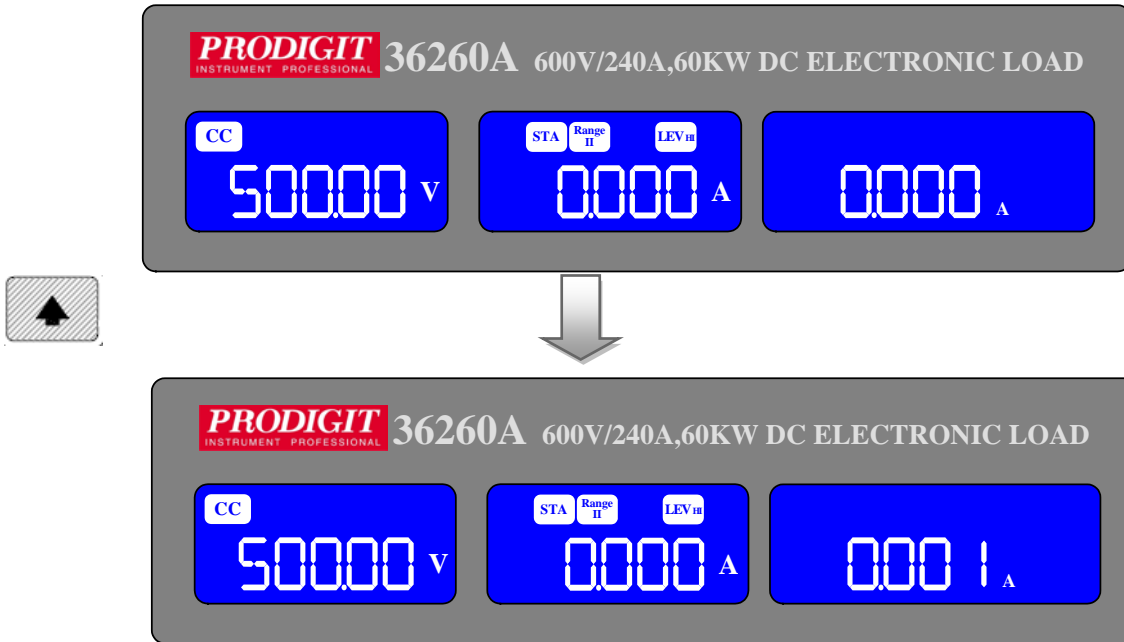 PRODIGIT
INSTRUMENT PROFESSIONAL
36260A 600V/240A,60KW DC ELECTRONIC LOAD
CC
STA Range II LEV HI
500.00 V
0.000 A
0.000 A
PRODIGIT
INSTRUMENT PROFESSIONAL
36260A 600V/240A,60KW DC ELECTRONIC LOAD
CC
STA Range II LEV HI
500.00 V
0.000 A
0.001 A